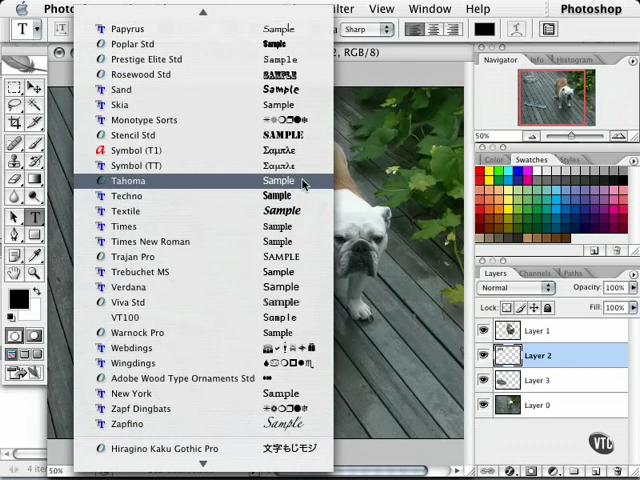 Photo
Window Help
Photoshop
T
Sharp
2, RGB/8)
Papyrus Sample
Poplar Std Sample
Prestige Elite Std Sample
Rosewood Std SAMPLE
Sand Sample
Skia Sample
Monotype Sorts
Stencil Std SAMPLE
Symbol (T1) Σαμπλε
Symbol (TT) Σαμπλε
Tahoma Sample
Techno Sample
Textile Sample
Times Sample
Times New Roman Sample
Trajan Pro SAMPLE
Trebuchet MS Sample
Verdana Sample
Viva Std Sample
VT100 Sample
Warnock Pro Sample
Webdings
Wingdings
Adobe Wood Type Ornaments Std
New York Sample
Zapf Dingbats
Zapfino Sample
Hiragino Kaku Gothic Pro 文字もじモジ
Navigator Info Histogram
50%
Color Swatches Styles
Layers Channels Paths
Normal Opacity: 100%
Lock: Fill: 100%
Layer 1
Layer 2
Layer 3
Layer 0
VTC
4 ite
50%